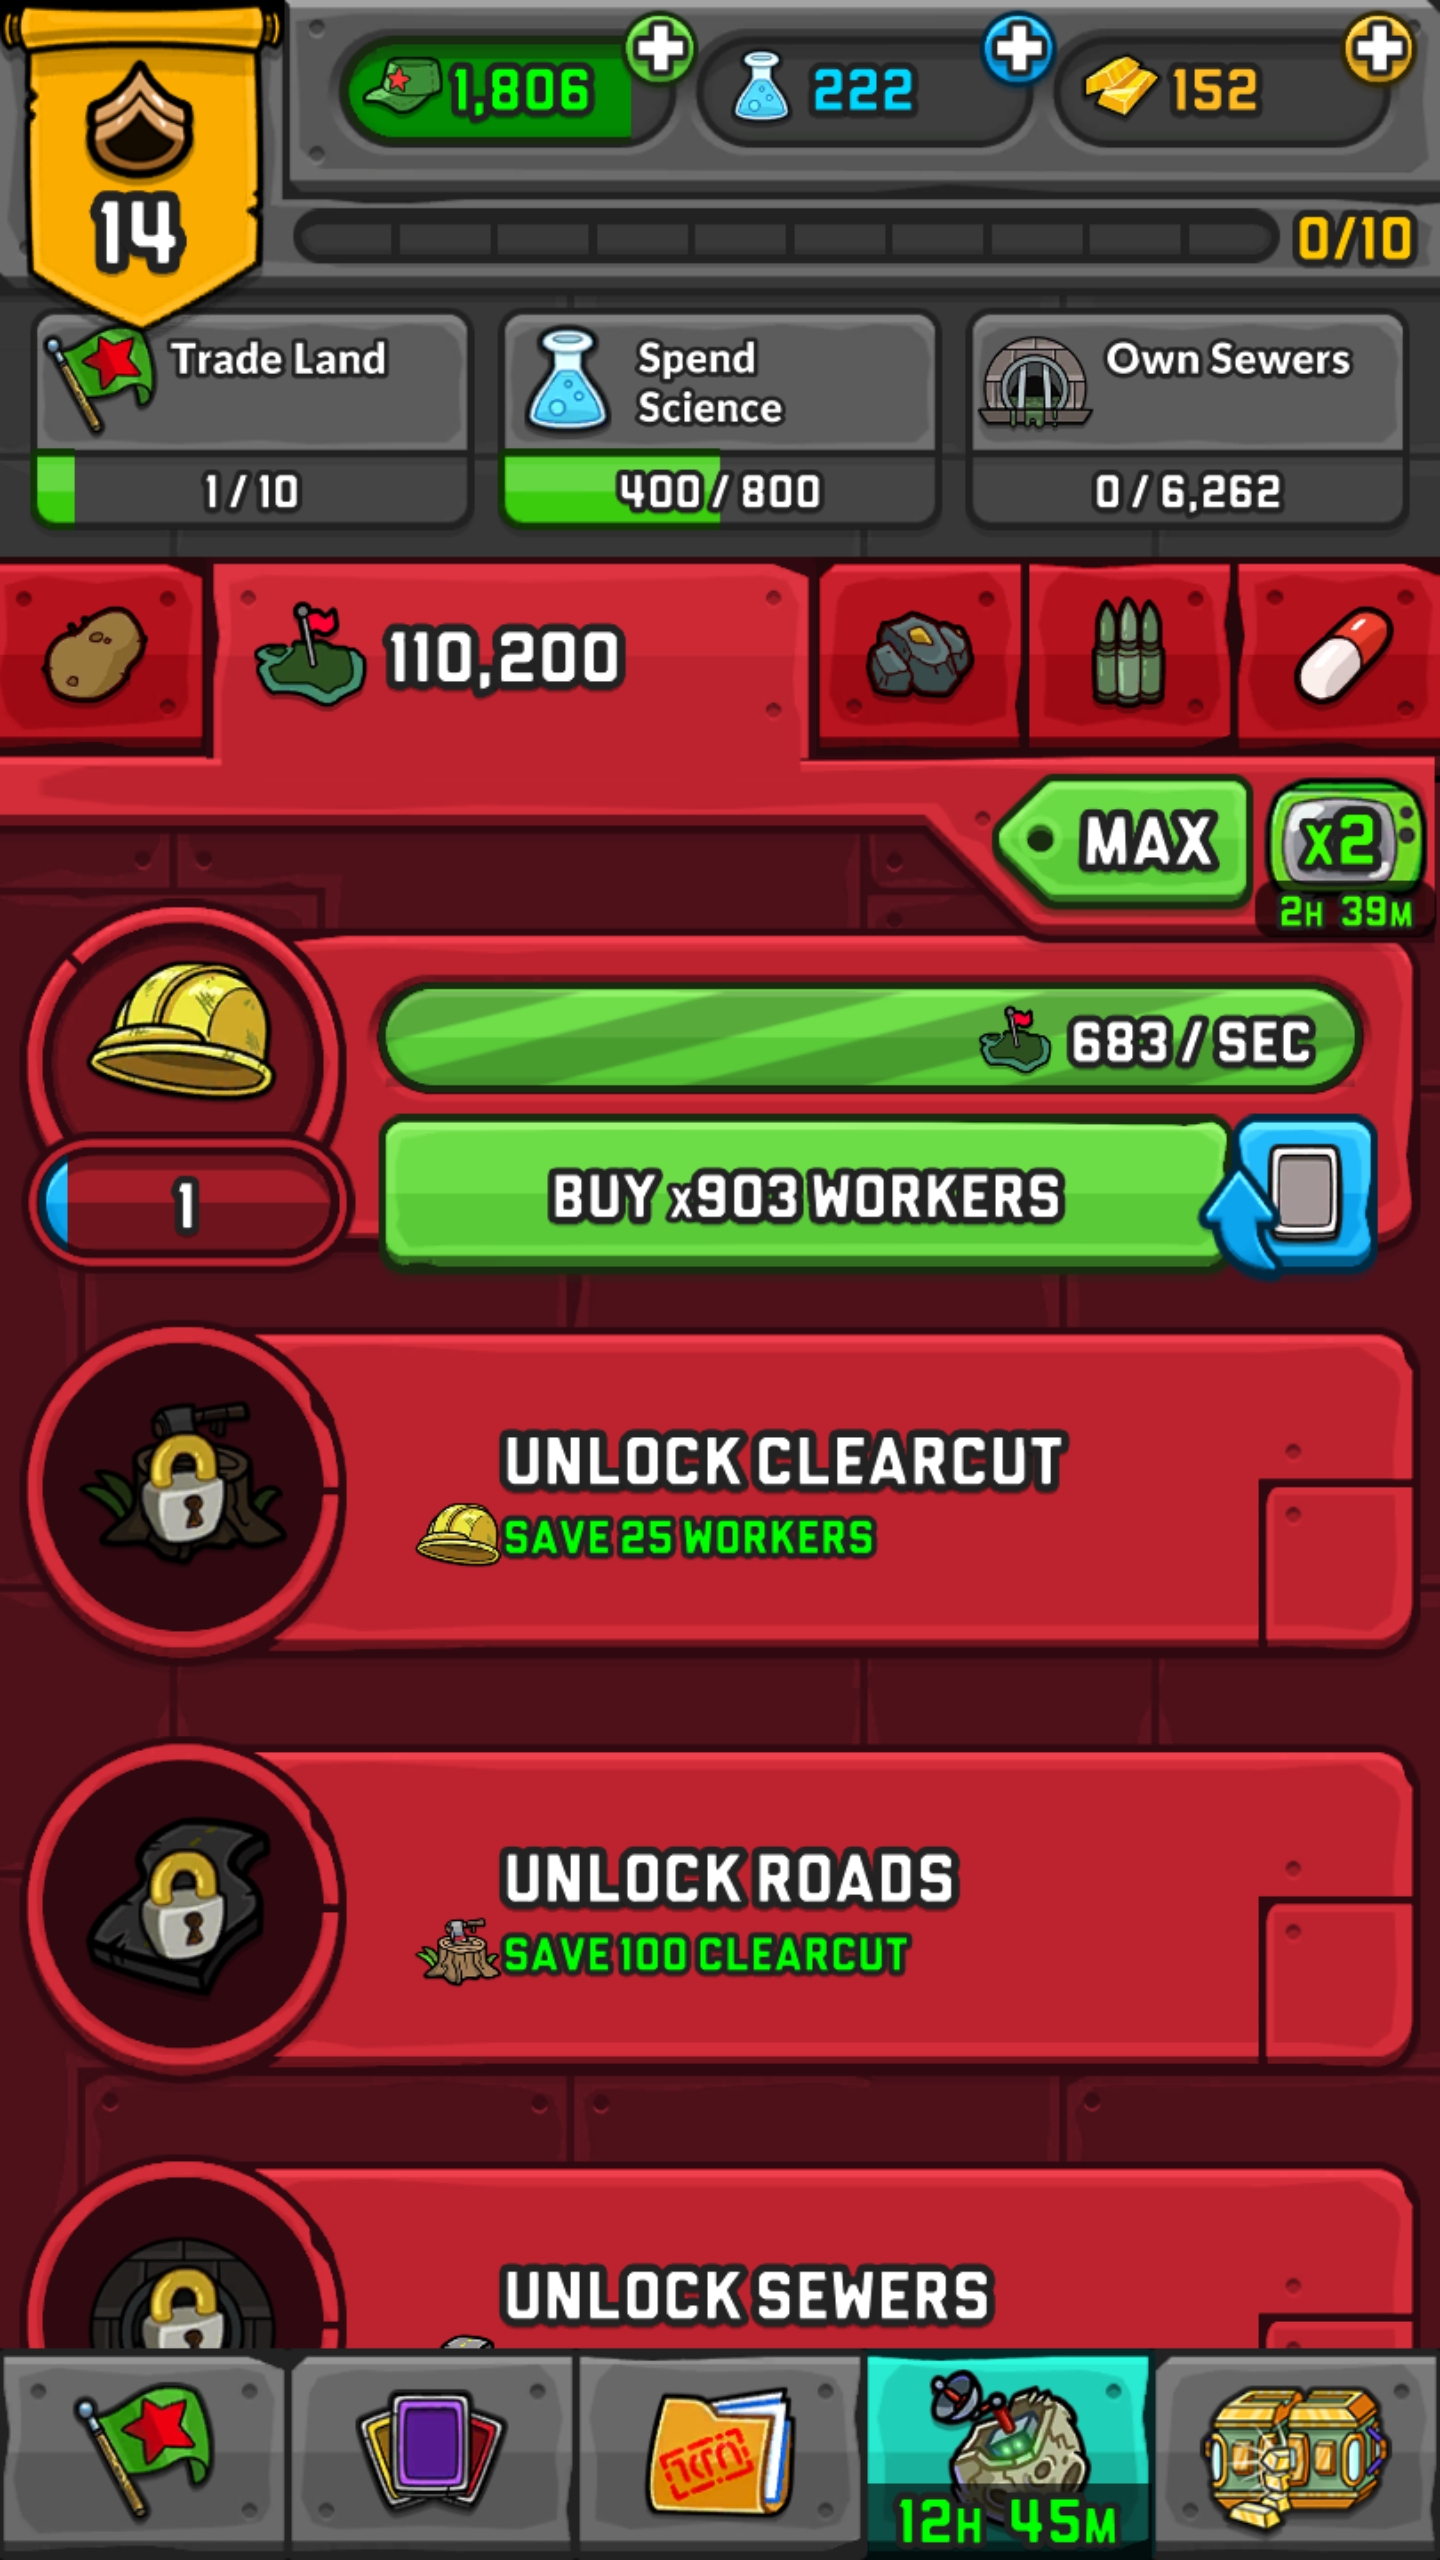 1,806
222
152
14
0/10
Trade Land
Spend
Science
Own Sewers
1/10
400/800
0/6,262
110,200
MAX
x2
2H 39M
683/SEC
1
BUY x903 WORKERS
UNLOCK CLEARCUT
SAVE 25 WORKERS
UNLOCK ROADS
SAVE 100 CLEARCUT
UNLOCK SEWERS
12H 45M